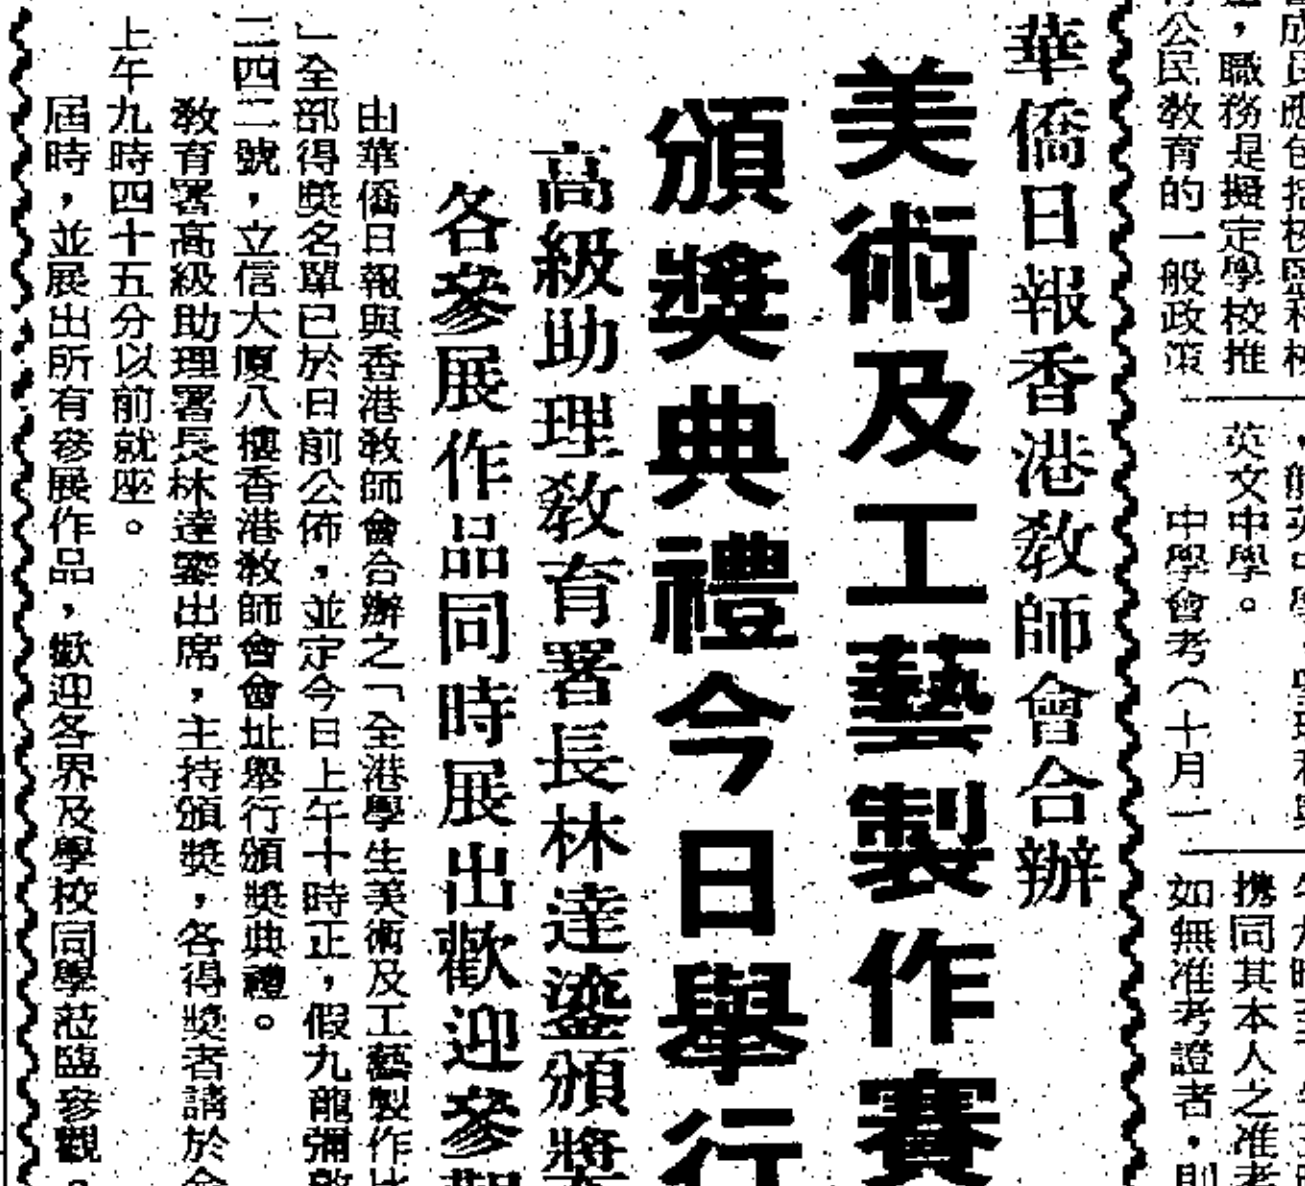 成員應包括校監和校
，職務是擬定學校推
公民教育的一般政策
英文中學。
中學會考（十月一
携同其本人之准考
如無准考證者，則
華僑日報香港教師會合辦
美術及工藝製作賽
頒獎典禮今日舉行
高級助理教育署長林達鎏頒獎
各參展作品同時展出歡迎參觀
由華僑日報與香港教師會合辦之「全港學生美術及工藝製作比
」全部得獎名單已於日前公佈，並定今日上午十時正，假九龍彌敦
二四二號，立信大廈八樓香港教師會會址舉行頒獎典禮。
教育署高級助理署長林達鎏出席，主持頒獎，各得獎者請於今
上午九時四十五分以前就座。
屆時，並展出所有參展作品，歡迎各界及學校同學蒞臨參觀。